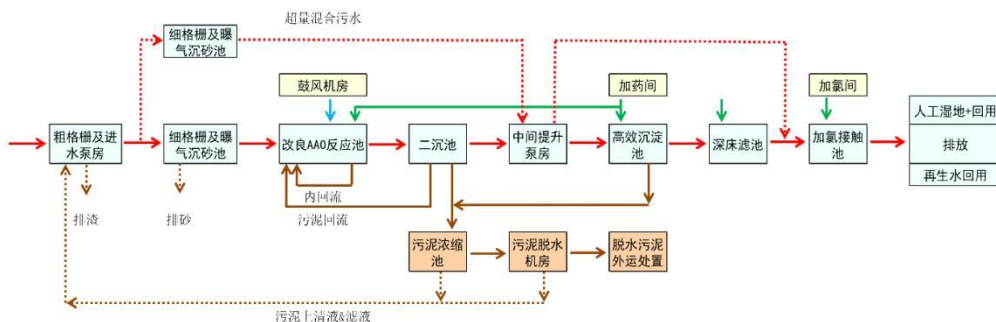 超量混合污水
细格栅及曝
气沉砂池
鼓风机房
加药间
加氯间
粗格栅及进
水泵房
细格栅及曝
气沉砂池
改良AAO反应池
二沉池
中间提升
泵房
高效沉淀
池
深床滤池
加氯接触
池
人工湿地+回用
排放
再生水回用
内回流
污泥回流
排渣
排砂
污泥浓缩
池
污泥脱水
机房
脱水污泥
外运处置
污泥上清液&滤液